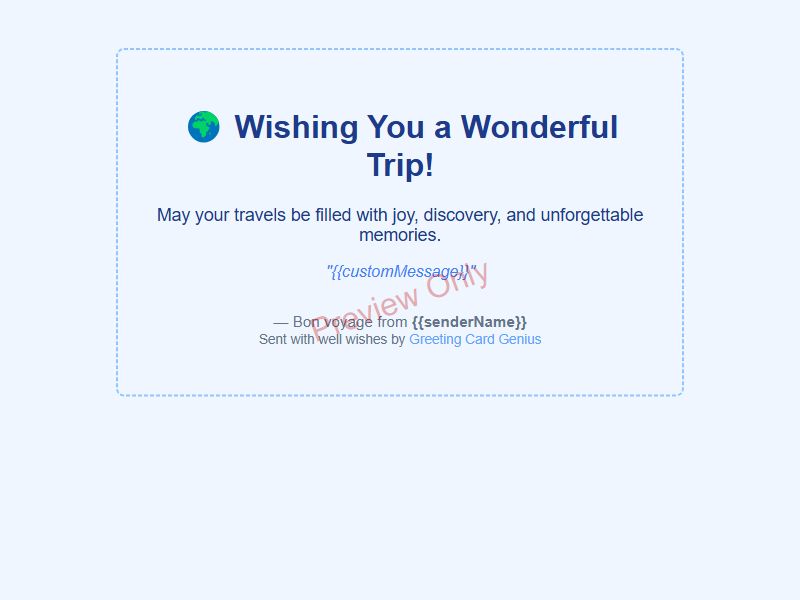 🌍 Wishing You a Wonderful
Trip!
May your travels be filled with joy, discovery, and unforgettable
memories.
"{{customMessage}}"
Preview Only
— Bon voyage from {{senderName}}
Sent with well wishes by Greeting Card Genius